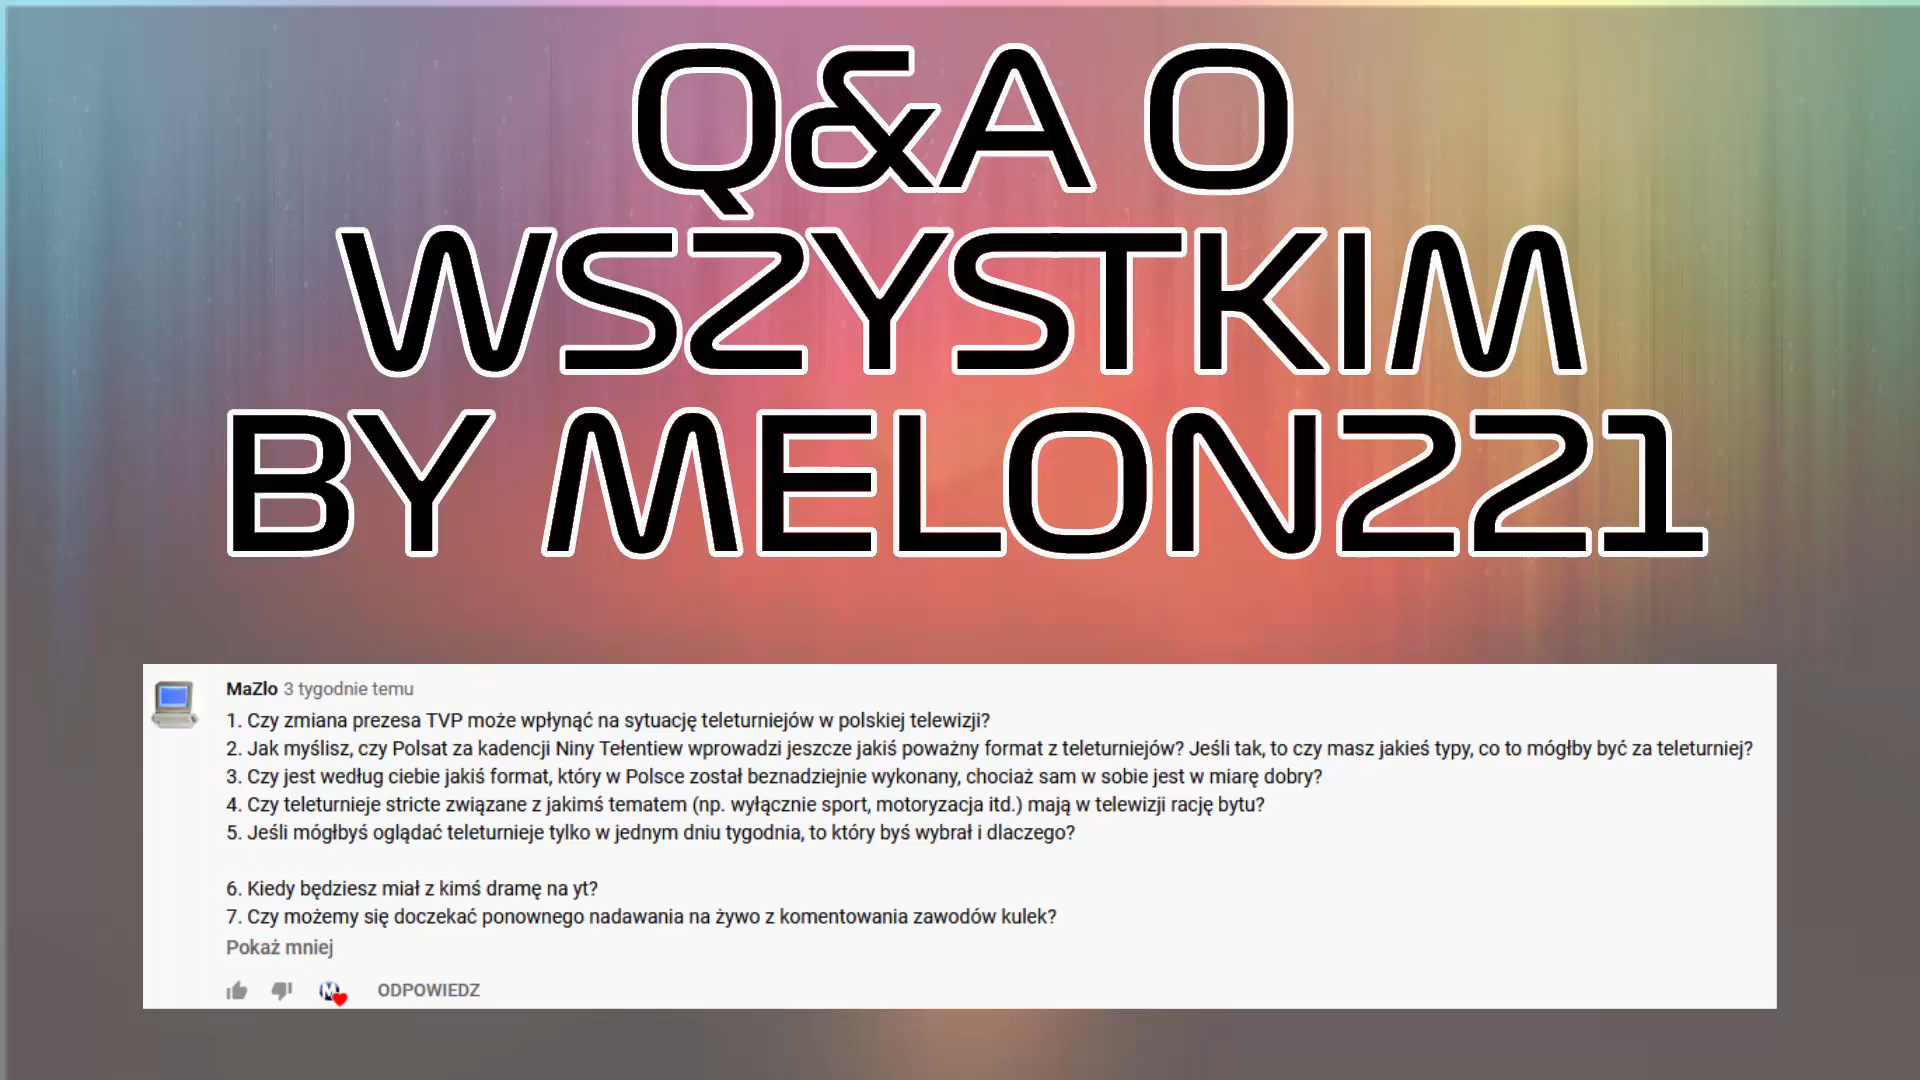 Q&A O
WSZYSTKIM
BY MELON221
MaZlo 3 tygodnie temu
1. Czy zmiana prezesa TVP może wpłynąć na sytuację teleturniejów w polskiej telewizji?
2. Jak myślisz, czy Polsat za kadencji Niny Tełentiew wprowadzi jeszcze jakiś poważny format z teleturniejów? Jeśli tak, to czy masz jakieś typy, co to mógłby być za teleturniej?
3. Czy jest według ciebie jakiś format, który w Polsce został beznadziejnie wykonany, chociaż sam w sobie jest w miarę dobry?
4. Czy teleturnieje stricte związane z jakimś tematem (np. wyłącznie sport, motoryzacja itd.) mają w telewizji rację bytu?
5. Jeśli mógłbyś oglądać teleturnieje tylko w jednym dniu tygodnia, to który byś wybrał i dlaczego?
6. Kiedy będziesz miał z kimś dramę na yt?
7. Czy możemy się doczekać ponownego nadawania na żywo z komentowania zawodów kulek?
Pokaż mniej
M
ODPOWIEDZ